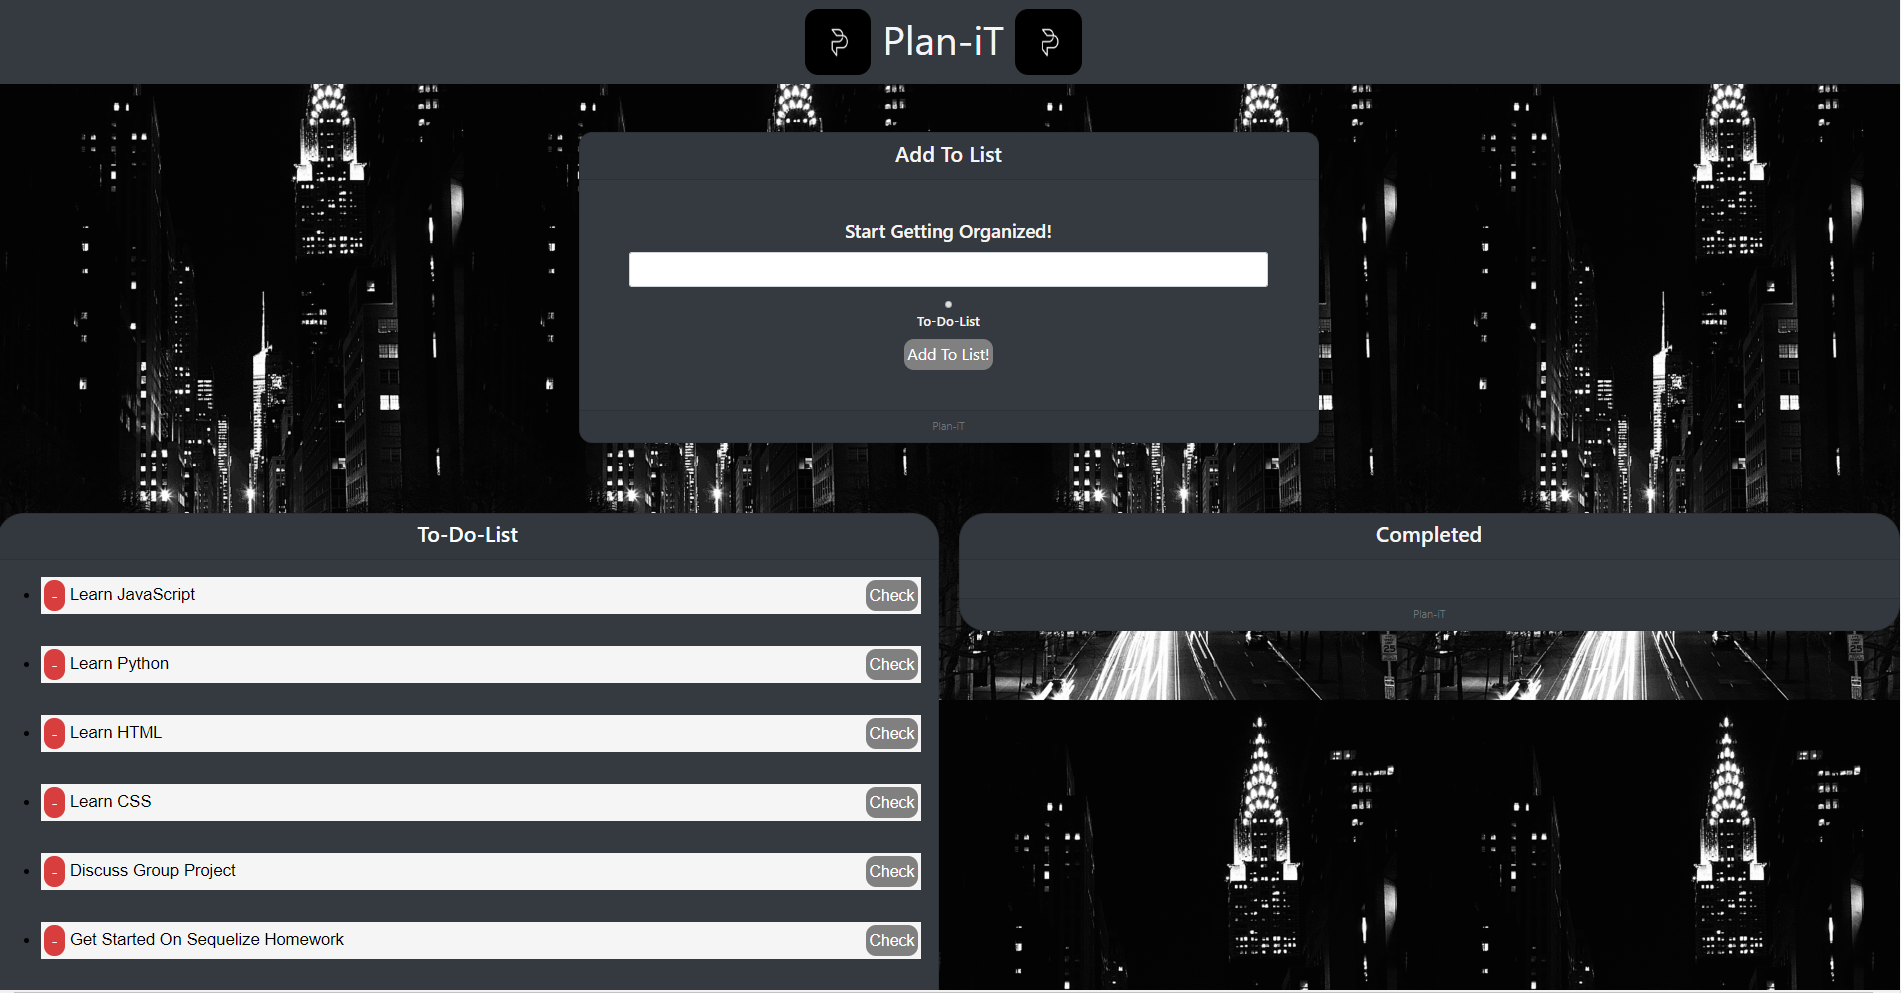 Plan-iT
Add To List
Start Getting Organized!
To-Do-List
Add To List!
Plan-iT
To-Do-List
- Learn JavaScript Check
- Learn Python Check
- Learn HTML Check
- Learn CSS Check
- Discuss Group Project Check
- Get Started On Sequelize Homework Check
Completed
Plan-iT